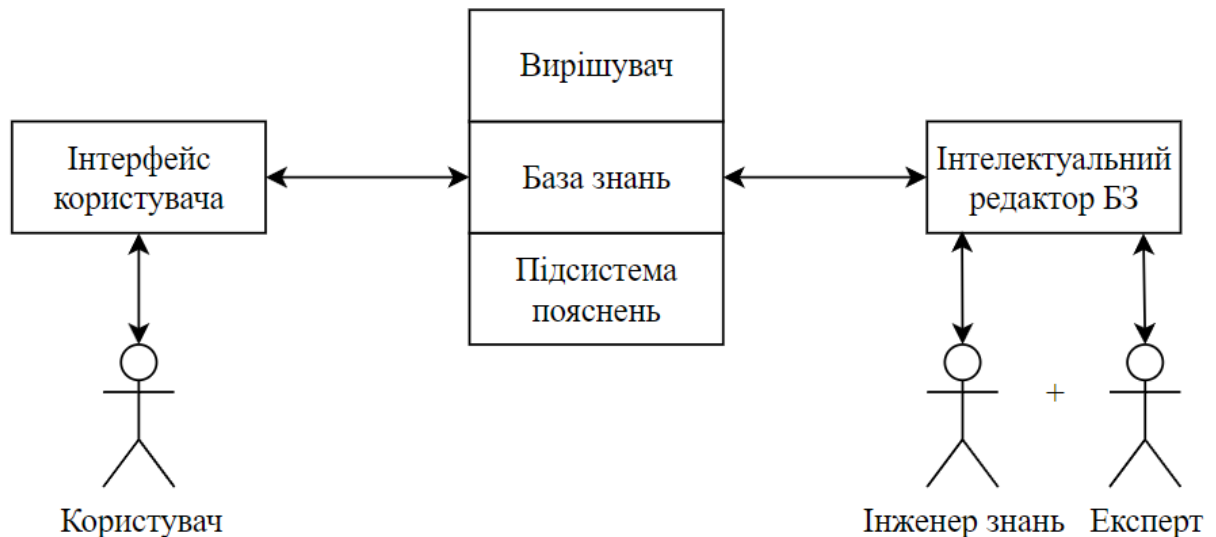 Вирішувач
Інтерфейс
користувача
База знань
Інтелектуальний
редактор БЗ
Підсистема
пояснень
+
Користувач
Інженер знань
Експерт